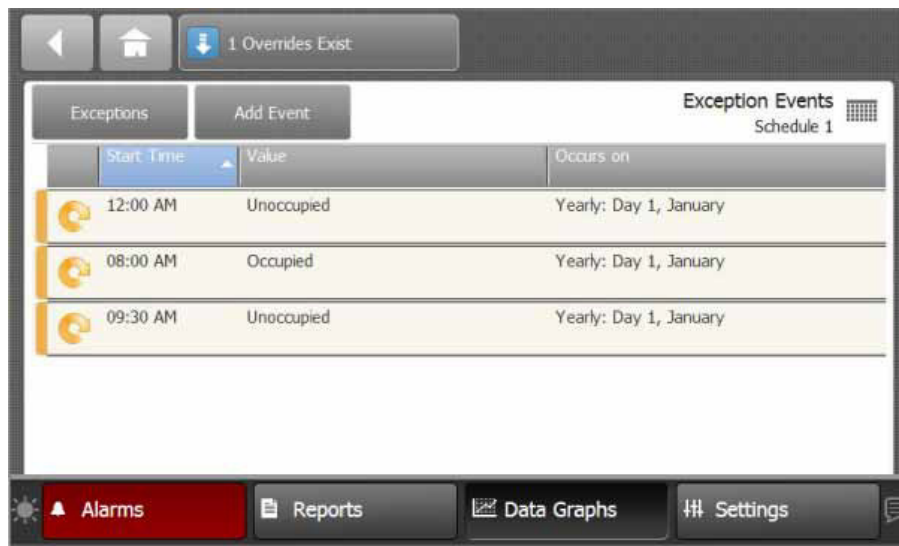 1 Overrides Exist
Exceptions
Add Event
Exception Events
Schedule 1
Start Time
Value
Occurs on
12:00 AM Unoccupied Yearly: Day 1, January
08:00 AM Occupied Yearly: Day 1, January
09:30 AM Unoccupied Yearly: Day 1, January
Alarms
Reports
Data Graphs
Settings